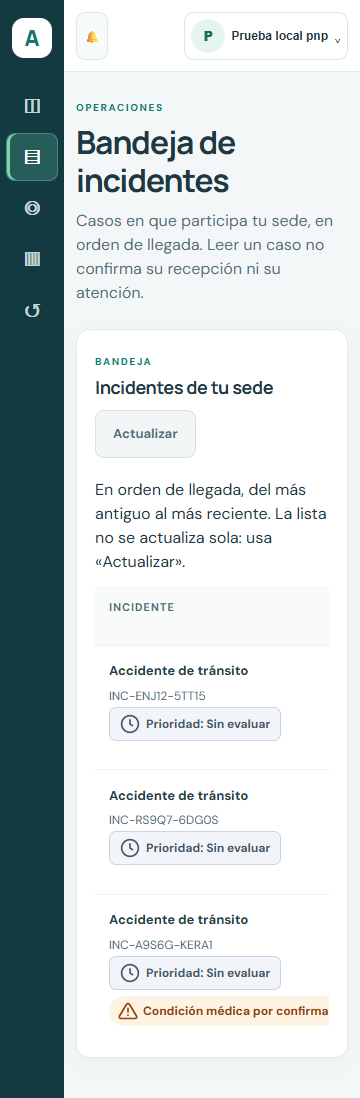 A
P
Prueba local pnp
OPERACIONES
Bandeja de
incidentes
Casos en que participa tu sede, en
orden de llegada. Leer un caso no
confirma su recepción ni su
atención.
BANDEJA
Incidentes de tu sede
Actualizar
En orden de llegada, del más
antiguo al más reciente. La lista
no se actualiza sola: usa
«Actualizar».
INCIDENTE
Accidente de tránsito
INC-ENJ12-5TT15
Prioridad: Sin evaluar
Accidente de tránsito
INC-RS9Q7-6DG0S
Prioridad: Sin evaluar
Accidente de tránsito
INC-A9S6G-KERA1
Prioridad: Sin evaluar
Condición médica por confirma